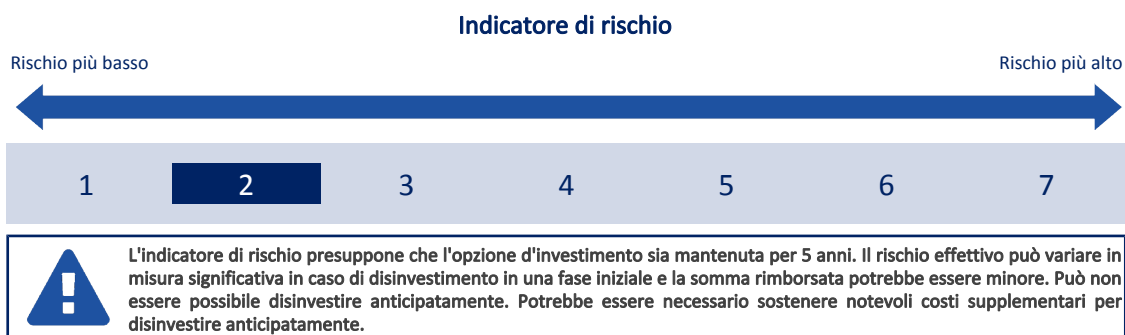 Indicatore di rischio
Rischio più basso
Rischio più alto
1 2 3 4 5 6 7
L'indicatore di rischio presuppone che l'opzione d'investimento sia mantenuta per 5 anni. Il rischio effettivo può variare in
misura significativa in caso di disinvestimento in una fase iniziale e la somma rimborsata potrebbe essere minore. Può non
essere possibile disinvestire anticipatamente. Potrebbe essere necessario sostenere notevoli costi supplementari per
disinvestire anticipatamente.